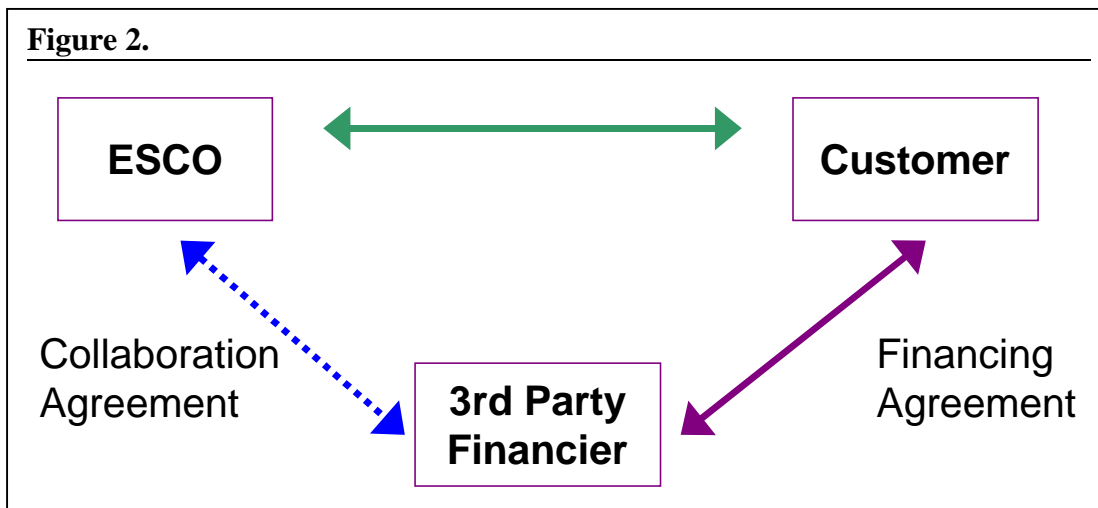 Figure 2.
ESCO
Customer
Collaboration
Agreement
3rd Party
Financier
Financing
Agreement